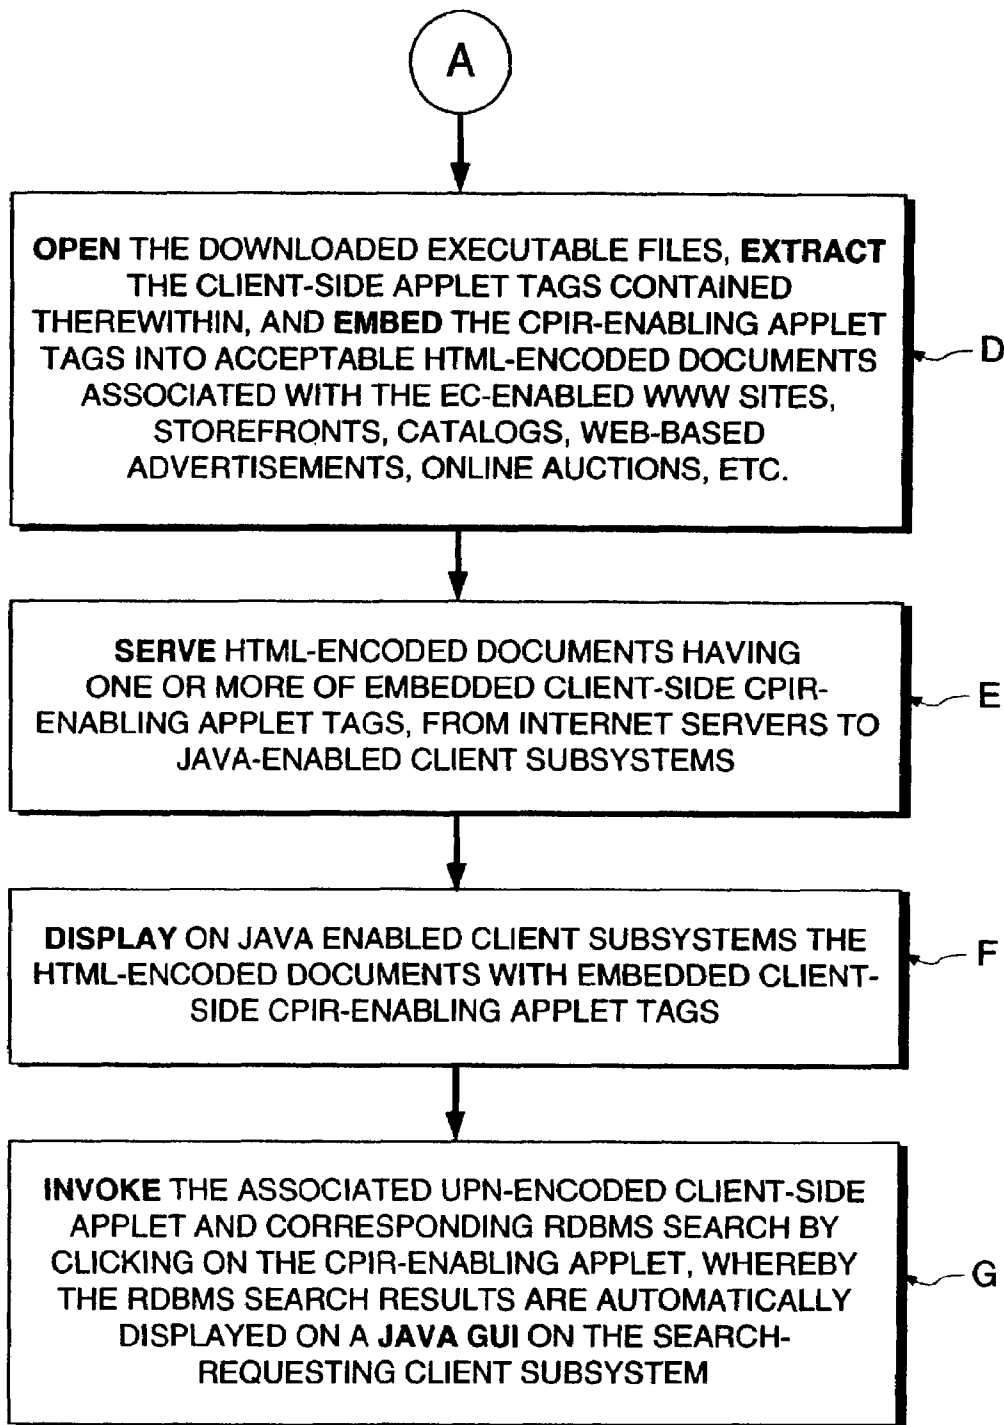 A
OPEN THE DOWNLOADED EXECUTABLE FILES, EXTRACT
THE CLIENT-SIDE APPLET TAGS CONTAINED
THEREWITHIN, AND EMBED THE CPIR-ENABLING APPLET
TAGS INTO ACCEPTABLE HTML-ENCODED DOCUMENTS
ASSOCIATED WITH THE EC-ENABLED WWW SITES,
STOREFRONTS, CATALOGS, WEB-BASED
ADVERTISEMENTS, ONLINE AUCTIONS, ETC.
D
SERVE HTML-ENCODED DOCUMENTS HAVING
ONE OR MORE OF EMBEDDED CLIENT-SIDE CPIR-
ENABLING APPLET TAGS, FROM INTERNET SERVERS TO
JAVA-ENABLED CLIENT SUBSYSTEMS
E
DISPLAY ON JAVA ENABLED CLIENT SUBSYSTEMS THE
HTML-ENCODED DOCUMENTS WITH EMBEDDED CLIENT-
SIDE CPIR-ENABLING APPLET TAGS
F
INVOKE THE ASSOCIATED UPN-ENCODED CLIENT-SIDE
APPLET AND CORRESPONDING RDBMS SEARCH BY
CLICKING ON THE CPIR-ENABLING APPLET, WHEREBY
THE RDBMS SEARCH RESULTS ARE AUTOMATICALLY
DISPLAYED ON A JAVA GUI ON THE SEARCH-
REQUESTING CLIENT SUBSYSTEM
G